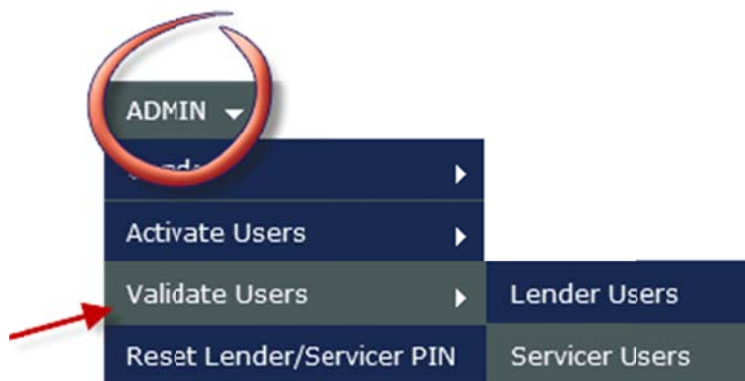 ADMIN
Activate Users
Validate Users
Lender Users
Reset Lender/Servicer PIN
Servicer Users